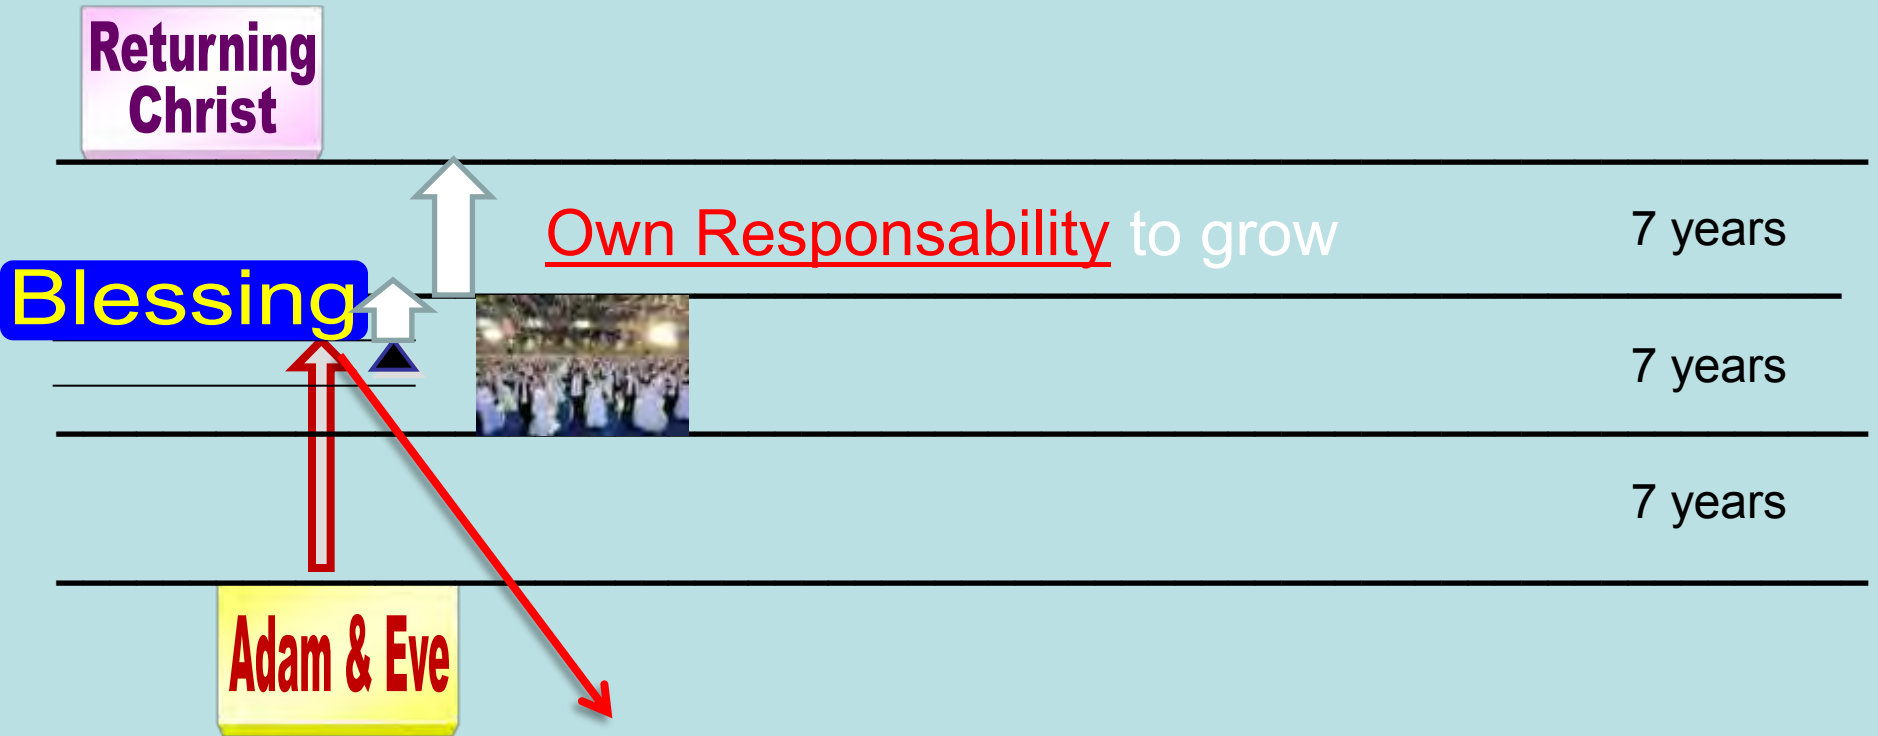 Returning
Christ
Own Responsability to grow
7 years
Blessing
7 years
7 years
Adam & Eve